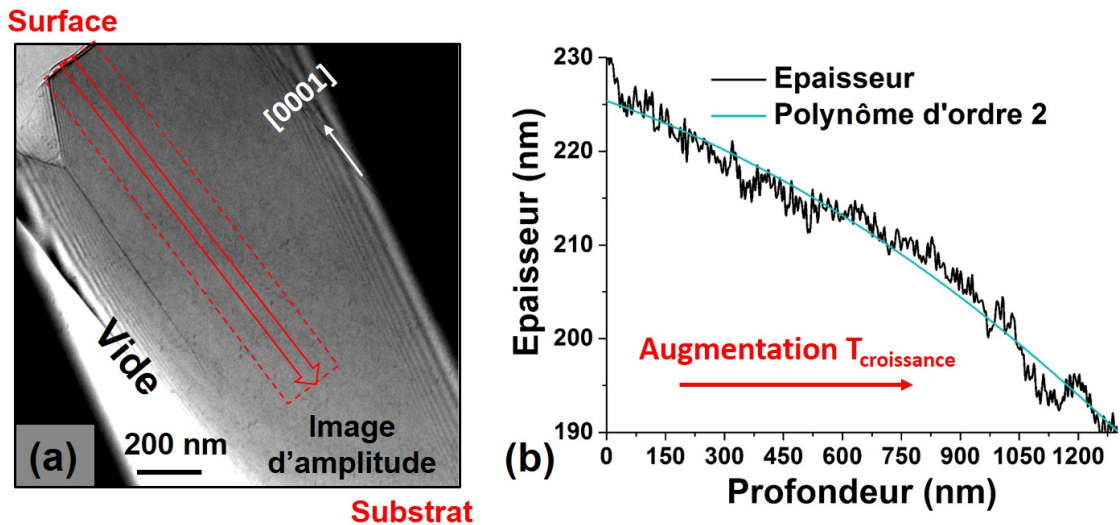 Surface
[0001]
Vide
(a)
200 nm
Image
d'amplitude
Substrat
Epaisseur (nm)
230
220
210
200
190
Epaisseur
Polynôme d'ordre 2
Augmentation Tcroissance
0 150 300 450 600 750 900 1050 1200
(b)
Profondeur (nm)